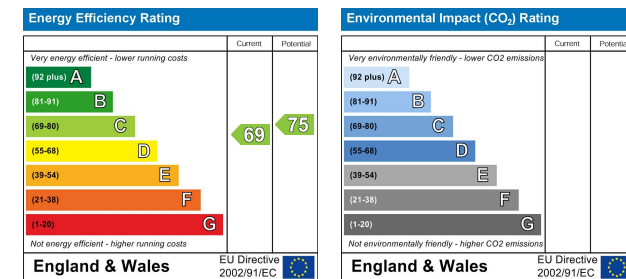 Energy Efficiency Rating
Current Potential
Very energy efficient - lower running costs
(92 plus) A
(81-91) B
(69-80) C
(55-68) D
(39-54) E
(21-38) F
(1-20) G
69
75
Not energy efficient - higher running costs
England & Wales
EU Directive
2002/91/EC
Environmental Impact (CO₂) Rating
Current Potential
Very environmentally friendly - lower CO2 emissions
(92 plus) A
(81-91) B
(69-80) C
(55-68) D
(39-54) E
(21-38) F
(1-20) G
Not environmentally friendly - higher CO2 emissions
England & Wales
EU Directive
2002/91/EC